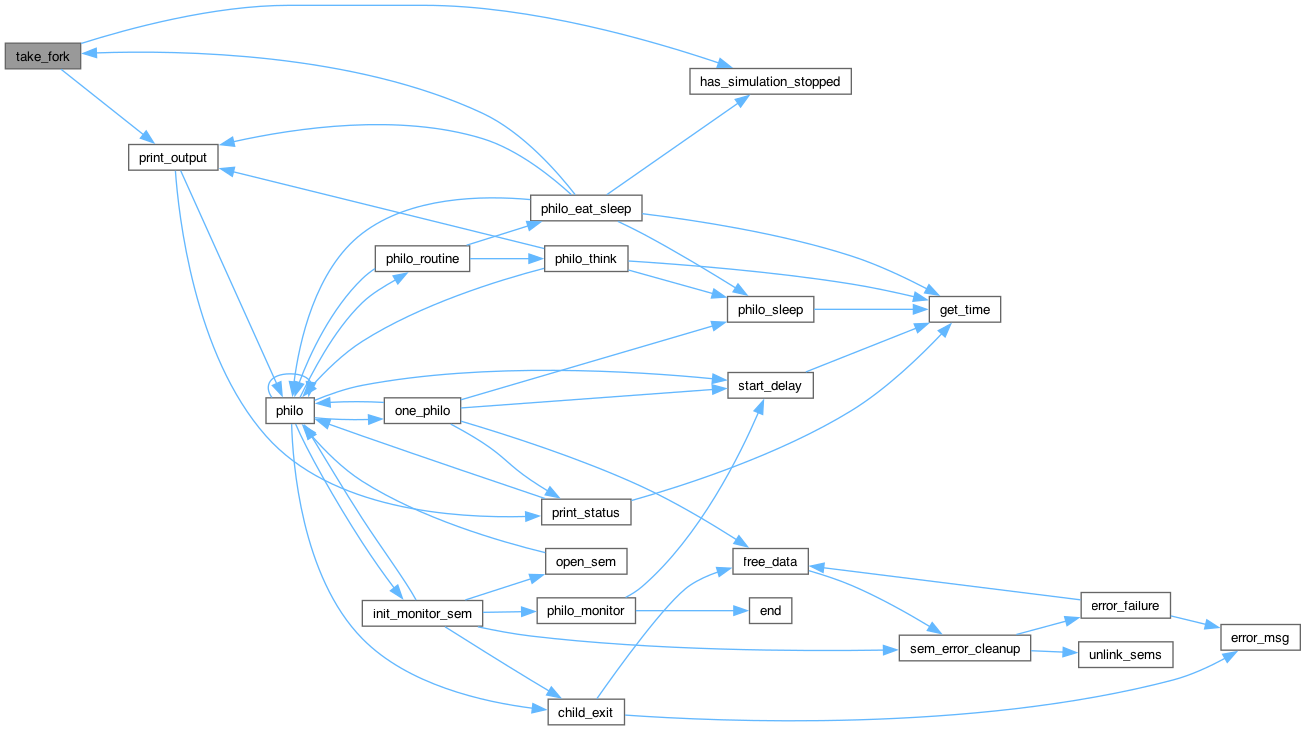 take_fork
has_simulation_stopped
print_output
philo_eat_sleep
philo_routine
philo_think
philo_sleep
get_time
start_delay
philo
one_philo
print_status
open_sem
free_data
init_monitor_sem
philo_monitor
end
error_failure
error_msg
sem_error_cleanup
unlink_sems
child_exit